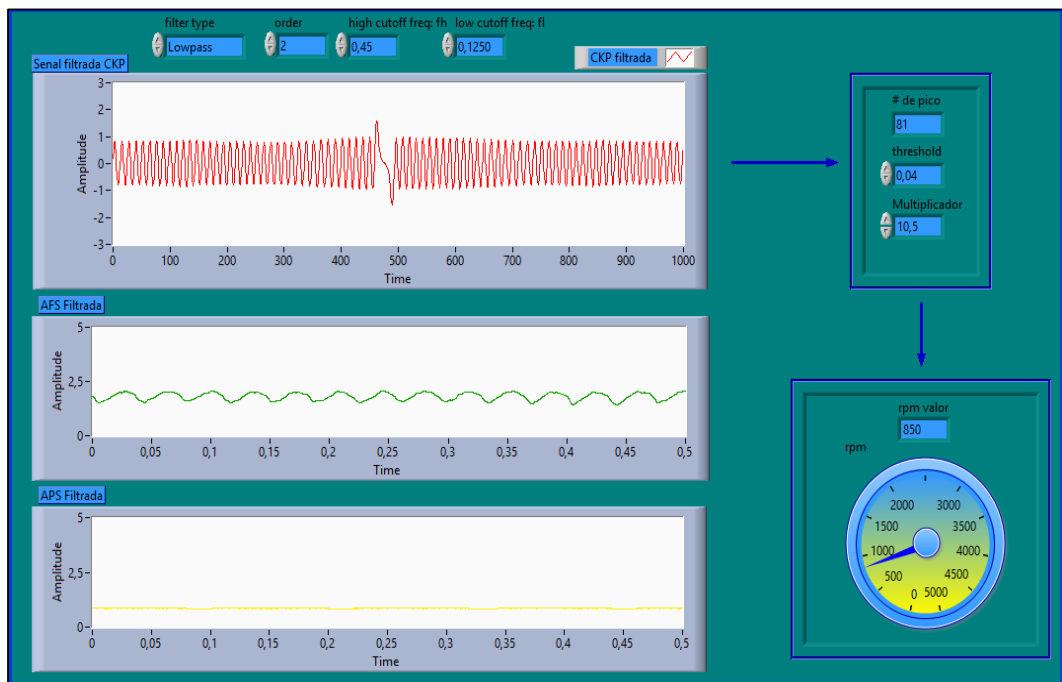 filter type order high cutoff freq: fh low cutoff freq: fl
Lowpass 2 0,45 0,1250
Senal filtrada CKP CKP filtrada
3
2
1
0
-1
-2
-3
Amplitude
0 100 200 300 400 500 600 700 800 900 1000
Time
AFS Filtrada
5
2,5
0
Amplitude
0 0,05 0,1 0,15 0,2 0,25 0,3 0,35 0,4 0,45 0,5
Time
APS Filtrada
5
2,5
0
Amplitude
0 0,05 0,1 0,15 0,2 0,25 0,3 0,35 0,4 0,45 0,5
Time
# de pico
81
threshold
0,04
Multiplicador
10,5
rpm valor
850
rpm
2000 3000
1500 3500
1000 4000
500 4500
0 5000